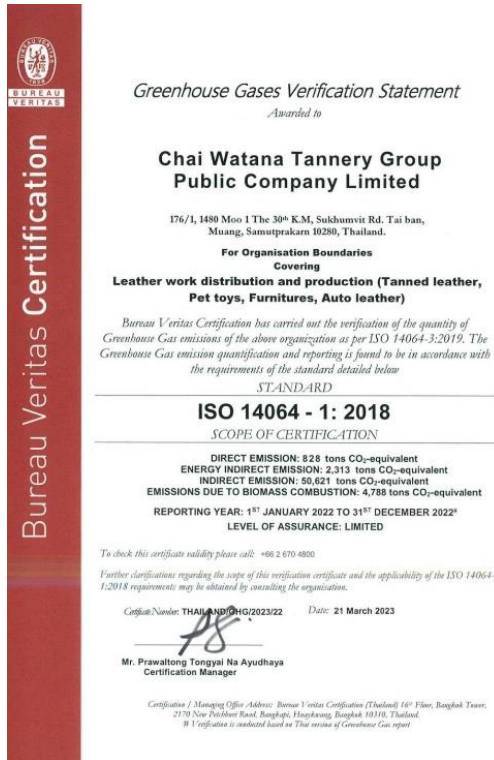 BUREAU
VERITAS
1828
Bureau Veritas Certification
Greenhouse Gases Verification Statement
Awarded to
Chai Watana Tannery Group
Public Company Limited
176/1, 1480 Moo 1 The 30th K.M, Sukhumvit Rd. Tai ban,
Muang, Samutprakarn 10280, Thailand.
For Organisation Boundaries
Covering
Leather work distribution and production (Tanned leather,
Pet toys, Furnitures, Auto leather)
Bureau Veritas Certification has carried out the verification of the quantity of
Greenhouse Gas emissions of the above organization as per ISO 14064-3:2019. The
Greenhouse Gas emission quantification and reporting is found to be in accordance with
the requirements of the standard detailed below
STANDARD
ISO 14064 - 1: 2018
SCOPE OF CERTIFICATION
DIRECT EMISSION: 828 tons CO₂-equivalent
ENERGY INDIRECT EMISSION: 2,313 tons CO₂-equivalent
INDIRECT EMISSION: 50,621 tons CO₂-equivalent
EMISSIONS DUE TO BIOMASS COMBUSTION: 4,788 tons CO₂-equivalent
REPORTING YEAR: 1ST JANUARY 2022 TO 31ST DECEMBER 2022#
LEVEL OF ASSURANCE: LIMITED
To check this certificate validity please call: +66 2 670 4800
Further clarifications regarding the scope of this verification certificate and the applicability of the ISO 14064-
1:2018 requirements may be obtained by consulting the organisation.
Certificate Number: THAILAND/GHG/2023/22 Date: 21 March 2023
Mr. Prawaltong Tongyai Na Ayudhaya
Certification Manager
Certification / Managing Office Address: Bureau Veritas Certification (Thailand) 16th Floor, Bangkok Tower,
2170 New Petchburi Road, Bangkapi, Huaykwang, Bangkok 10310, Thailand.
# Verification is conducted based on Thai version of Greenhouse Gas report